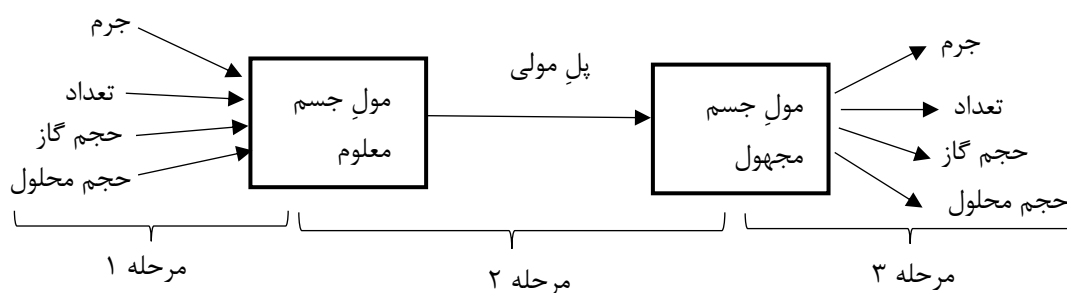 جرم
تعداد
حجم گاز
حجم محلول
مولِ جسم
معلوم
پلِ مولی
مولِ جسم
مجهول
جرم
تعداد
حجم گاز
حجم محلول
مرحله ۱
مرحله ۲
مرحله ۳